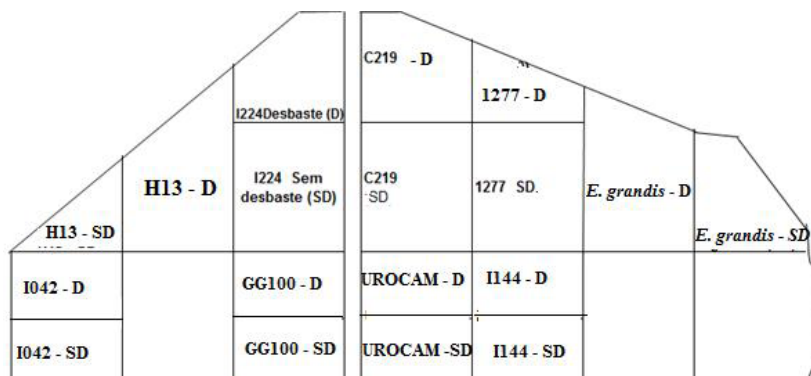 C219 - D
1277 - D
I224Desbaste (D)
H13 - D
I224 Sem
desbaste (SD)
C219
SD
1277 SD.
E. grandis - D
H13 - SD
E. grandis - SD
I042 - D
GG100 - D
UROCAM - D
I144 - D
I042 - SD
GG100 - SD
UROCAM -SD
I144 - SD